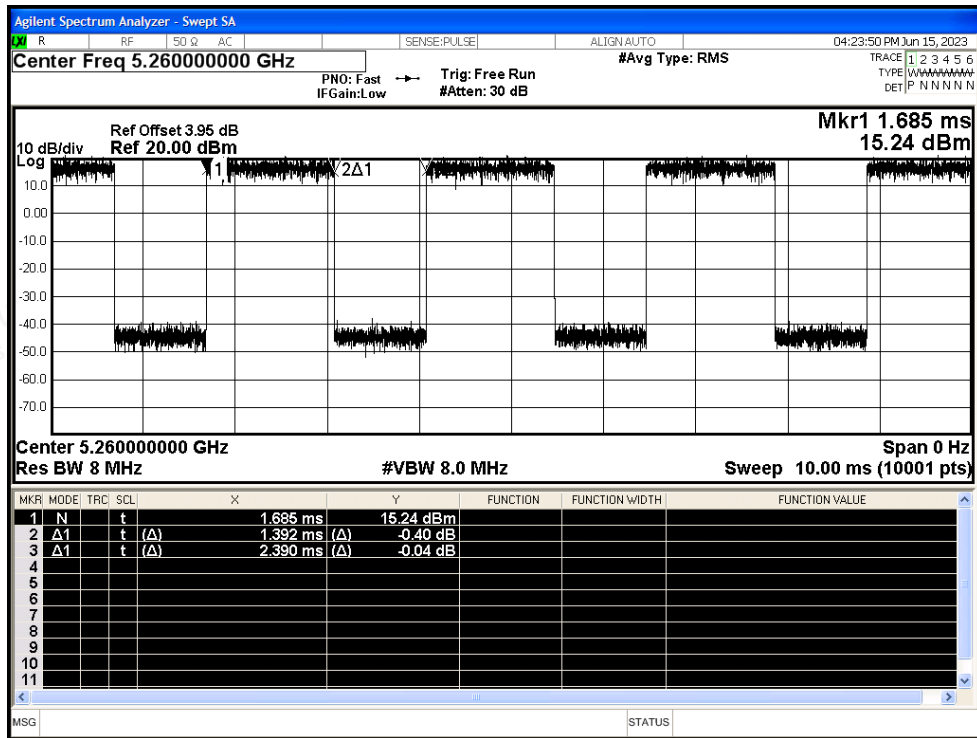 Agilent Spectrum Analyzer - Swept SA
LXI R RF 50 Ω AC SENSE:PULSE ALIGN AUTO 04:23:50 PM Jun 15, 2023
Center Freq 5.260000000 GHz
PNO: Fast
IFGain:Low
Trig: Free Run
#Atten: 30 dB
#Avg Type: RMS
TRACE 1 2 3 4 5 6
TYPE W
DET P N N N N N
Mkr1 1.685 ms
15.24 dBm
Ref Offset 3.95 dB
10 dB/div Ref 20.00 dBm
Log
1 2Δ1
10.0
0.00
-10.0
-20.0
-30.0
-40.0
-50.0
-60.0
-70.0
Center 5.260000000 GHz Span 0 Hz
Res BW 8 MHz #VBW 8.0 MHz Sweep 10.00 ms (10001 pts)
MKR MODE TRC SCL X Y FUNCTION FUNCTION WIDTH FUNCTION VALUE
1 N t 1.685 ms 15.24 dBm
2 Δ1 t (Δ) 1.392 ms (Δ) -0.40 dB
3 Δ1 t (Δ) 2.390 ms (Δ) -0.04 dB
4
5
6
7
8
9
10
11
MSG STATUS